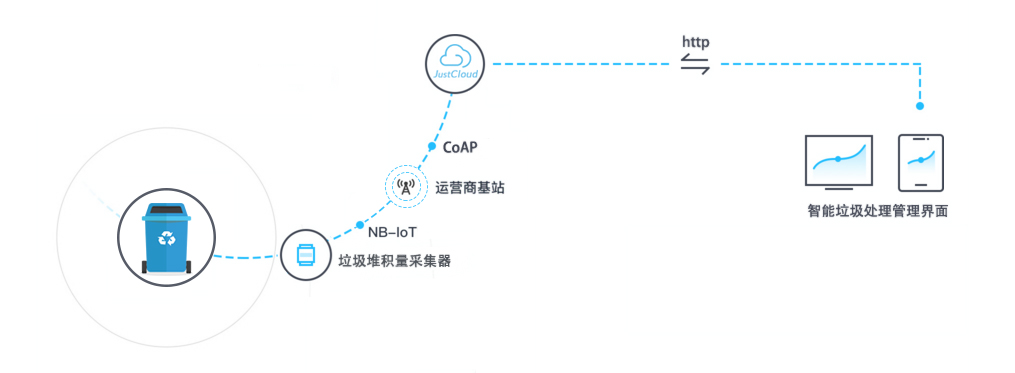 http
JustCloud
CoAP
运营商基站
NB-IoT
垃圾堆积量采集器
智能垃圾处理管理界面